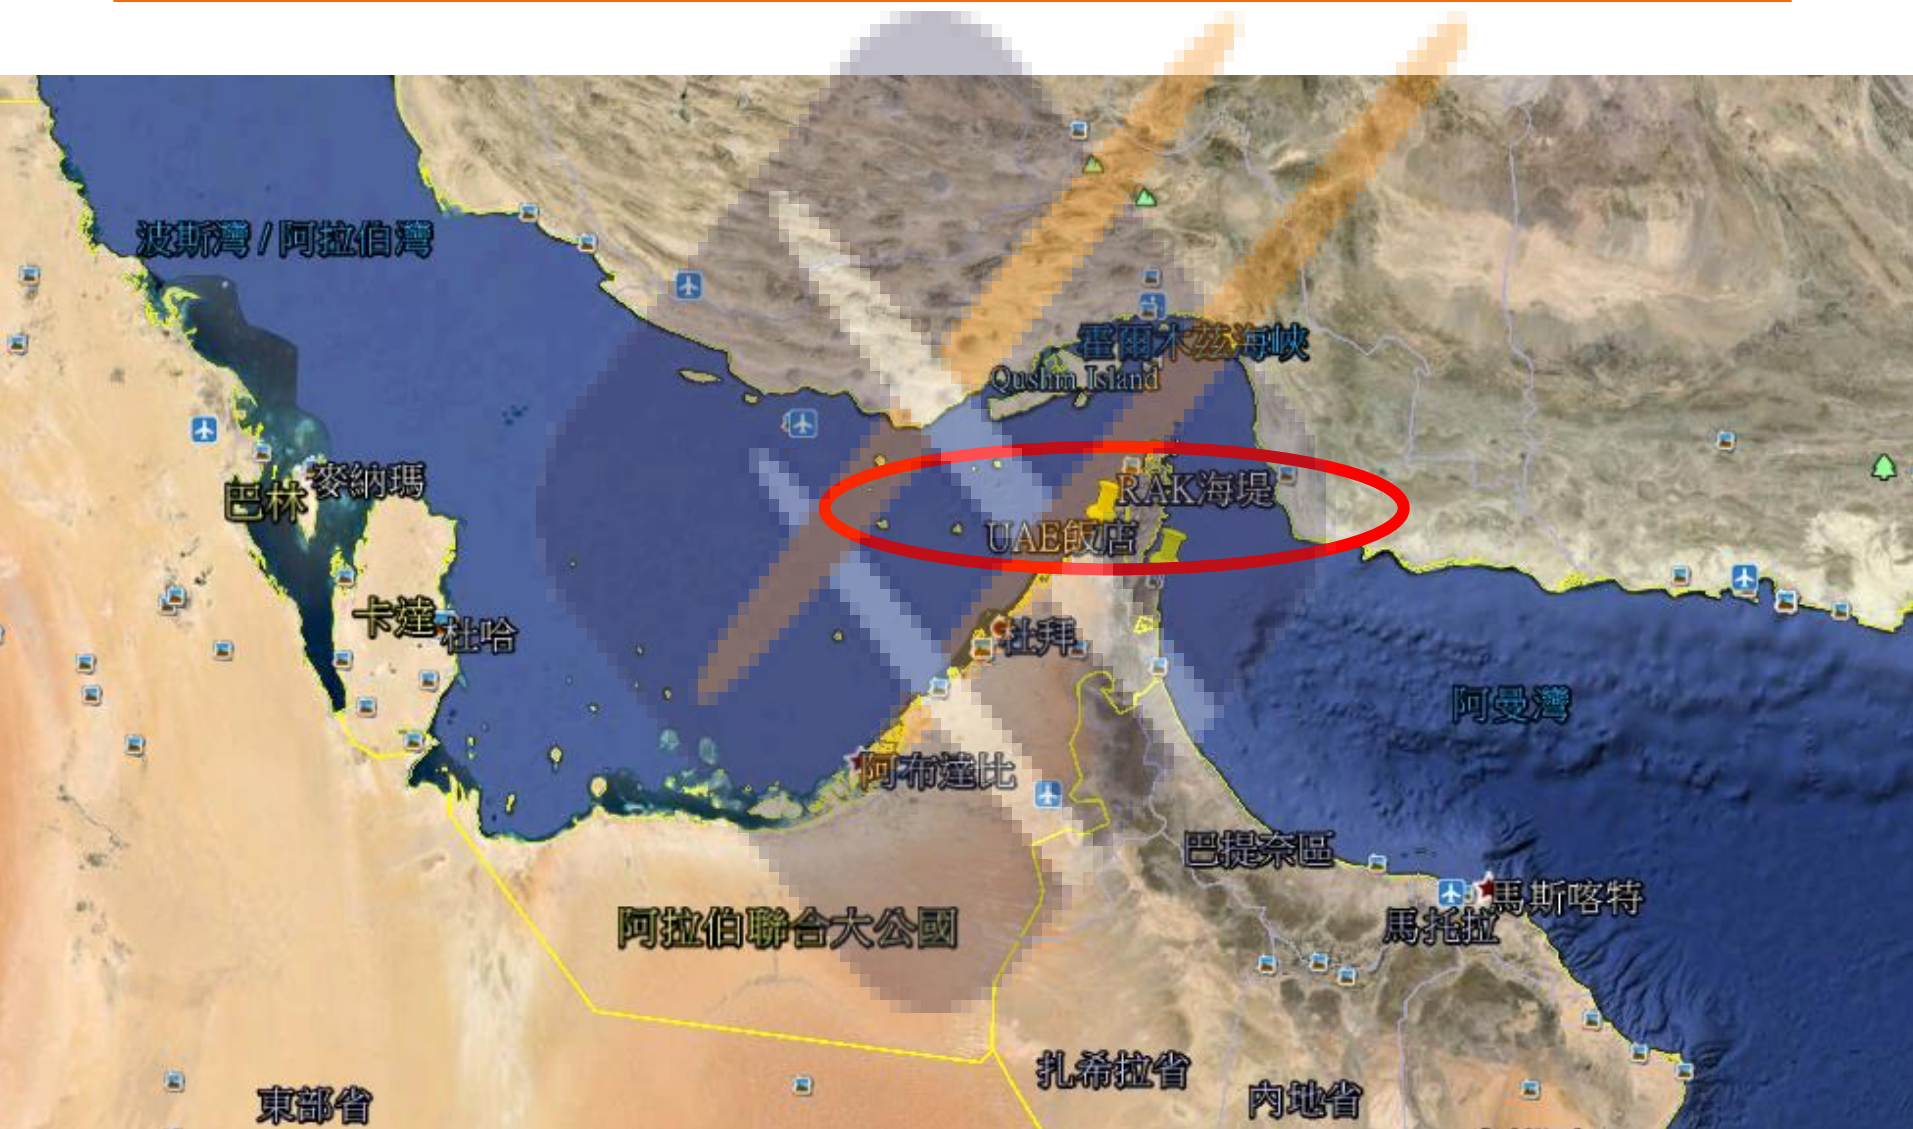 波斯灣 / 阿拉伯灣
霍爾木茲海峽
Qushm Island
麥納瑪
巴林
RAK海堤
UAE飯店
卡達
杜哈
杜拜
阿曼灣
阿布達比
巴提奈區
馬斯喀特
馬托拉
阿拉伯聯合大公國
扎希拉省
內地省
東部省